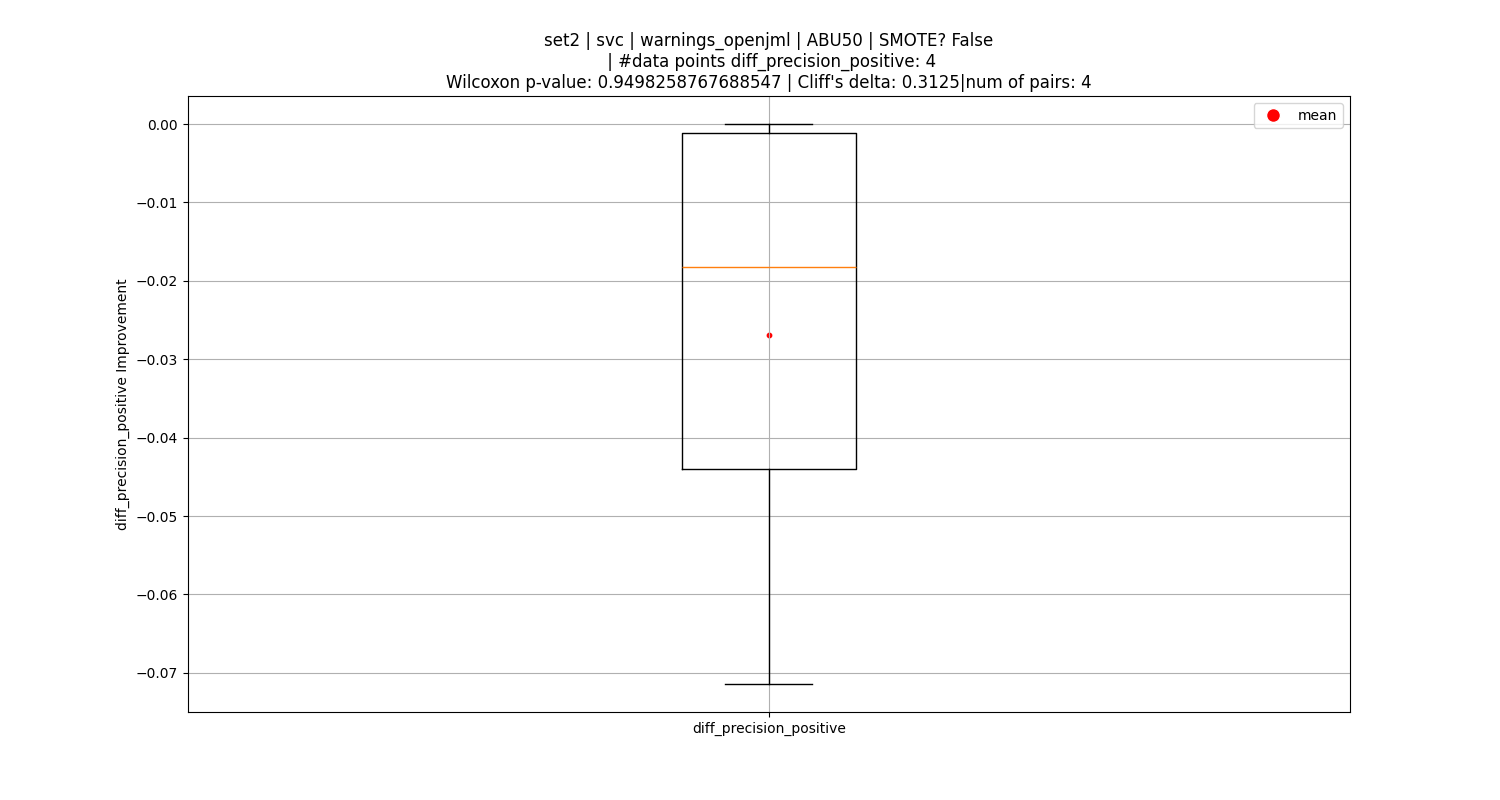 set2 | svc | warnings_openjml | ABU50 | SMOTE? False
| #data points diff_precision_positive: 4
Wilcoxon p-value: 0.9498258767688547 | Cliff's delta: 0.3125|num of pairs: 4
mean
0.00
−0.01
−0.02
−0.03
−0.04
−0.05
−0.06
−0.07
diff_precision_positive Improvement
diff_precision_positive